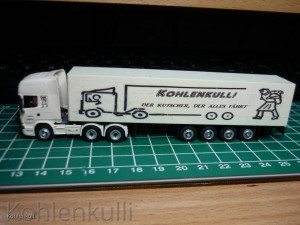 KOHLENKULL!
DER KUTSCHER, DER ALLES FÄHRT
13 14 15 16 17 18 19 20 21 22 23 24 25
Kohlenkulli